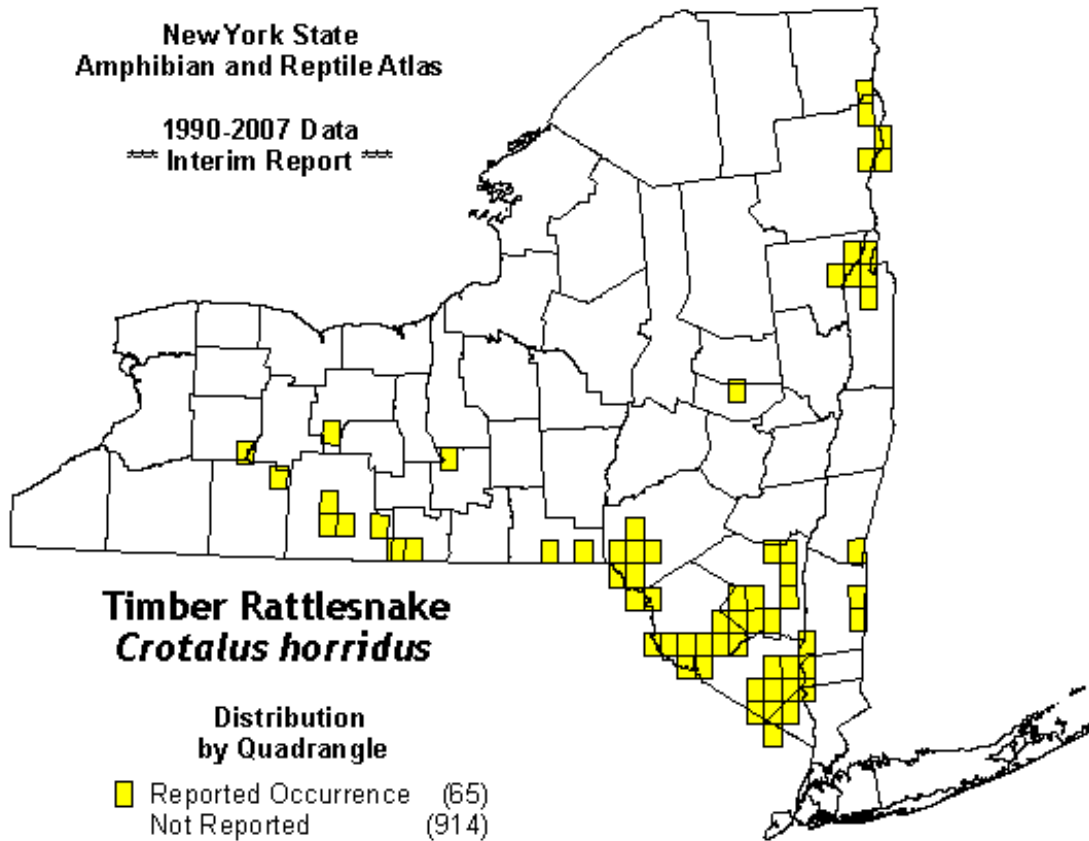 New York State
Amphibian and Reptile Atlas
1990-2007 Data
*** Interim Report ***
Timber Rattlesnake
Crotalus horridus
Distribution
by Quadrangle
Reported Occurrence (65)
Not Reported (914)